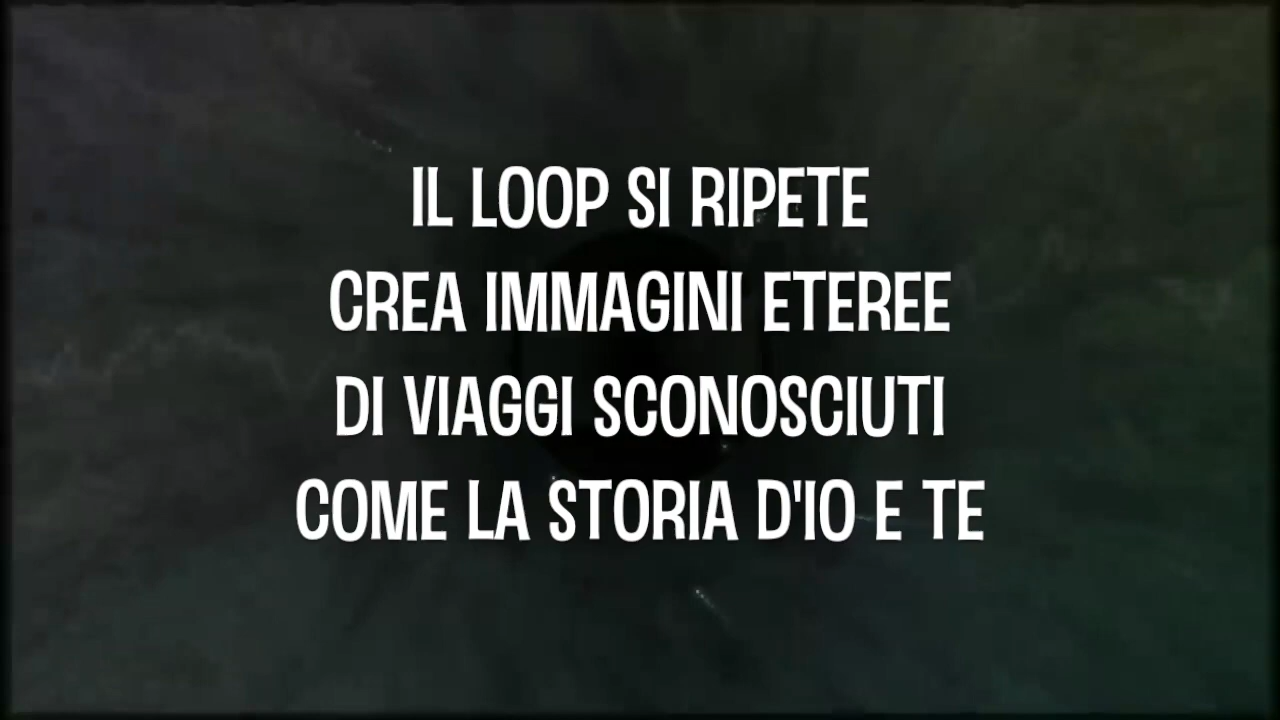 IL LOOP SI RIPETE
CREA IMMAGINI ETEREE
DI VIAGGI SCONOSCIUTI
COME LA STORIA D'IO E TE